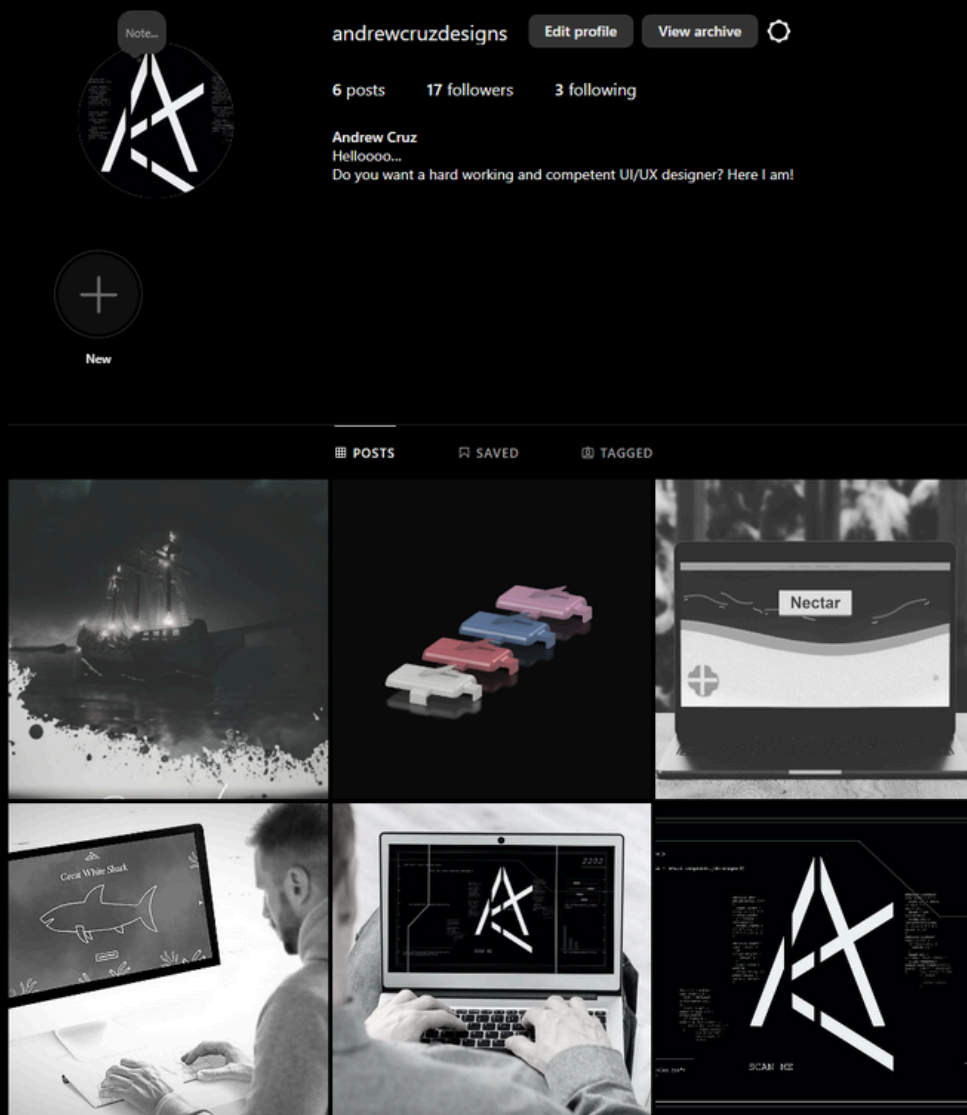 Note...
andrewcruzdesigns Edit profile View archive
6 posts 17 followers 3 following
Andrew Cruz
Helloooo...
Do you want a hard working and competent UI/UX designer? Here I am!
New
POSTS SAVED TAGGED
Nectar
Great White Shark
2202
SCAN ME
SCAN ME